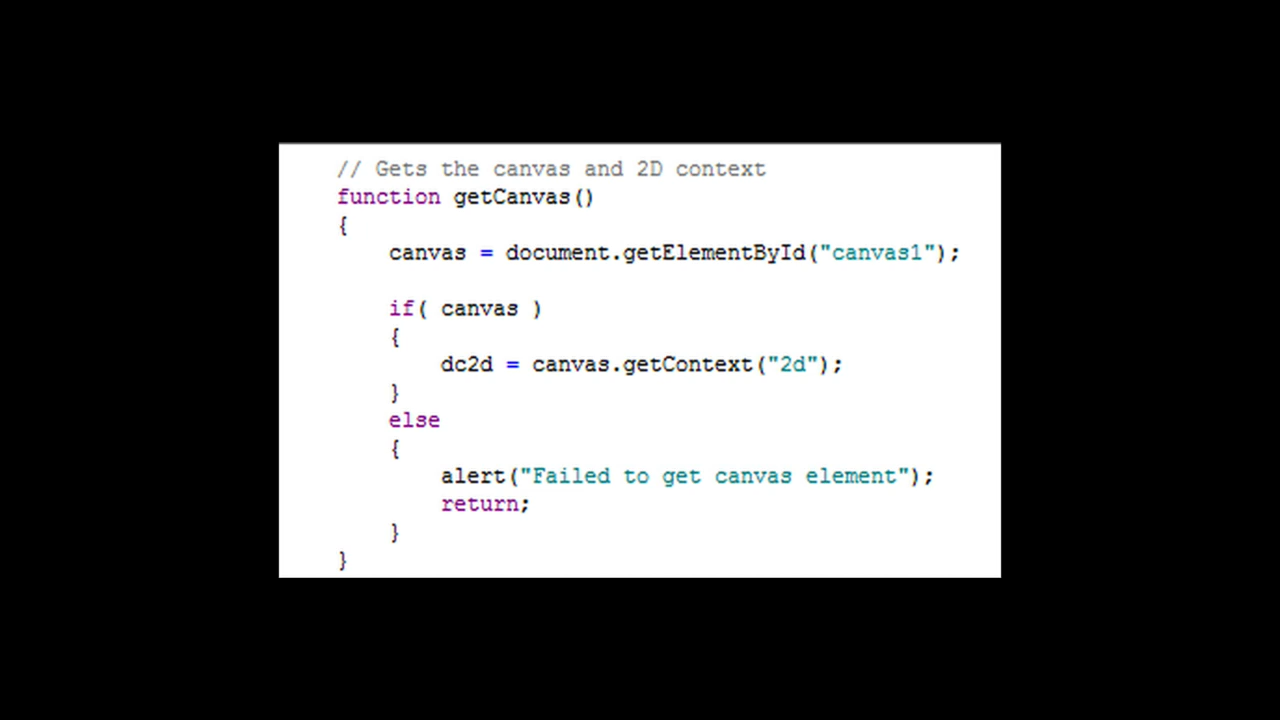 // Gets the canvas and 2D context
function getCanvas()
{
    canvas = document.getElementById("canvas1");

    if( canvas )
    {
        dc2d = canvas.getContext("2d");
    }
    else
    {
        alert("Failed to get canvas element");
        return;
    }
}